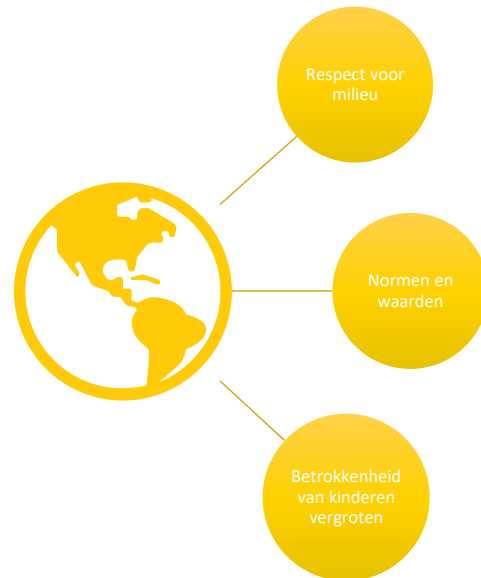 Respect voor
milieu
Normen en
waarden
Betrokkenheid
van kinderen
vergroten